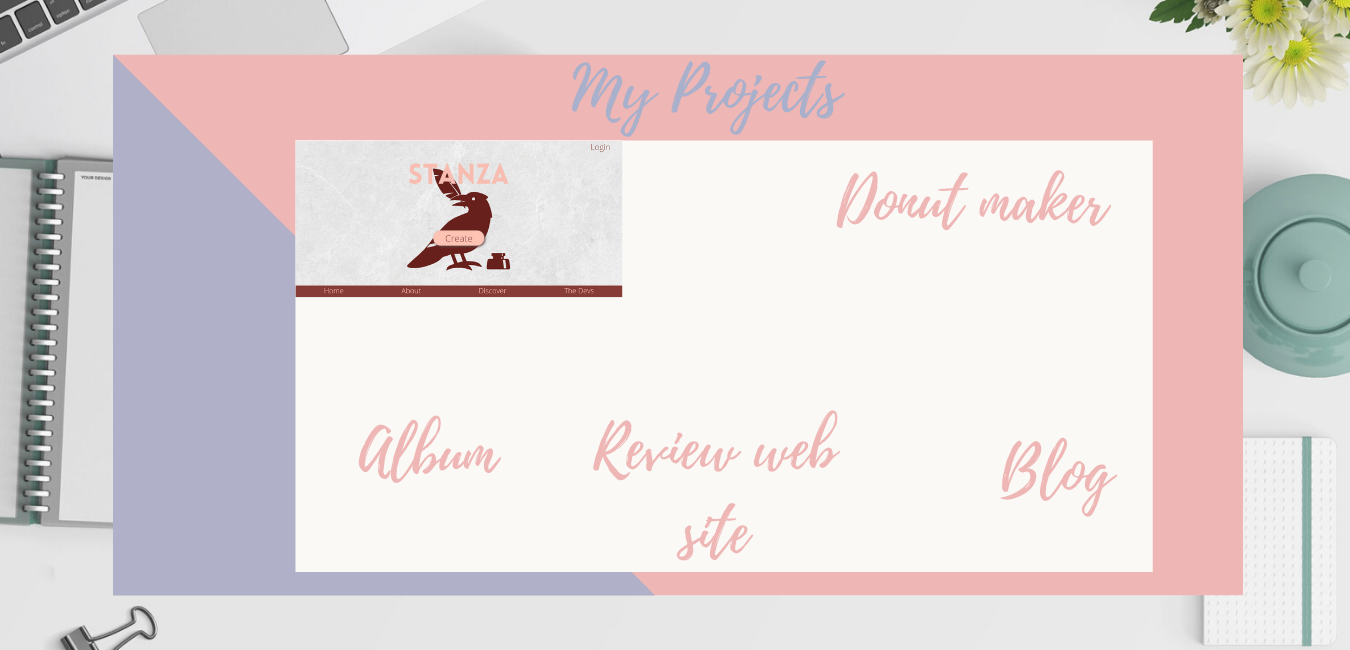 My Projects
Login
STANZA
Create
Home About Discover The Devs
Donut maker
Album
Review web
site
Blog
YOUR DESIGN